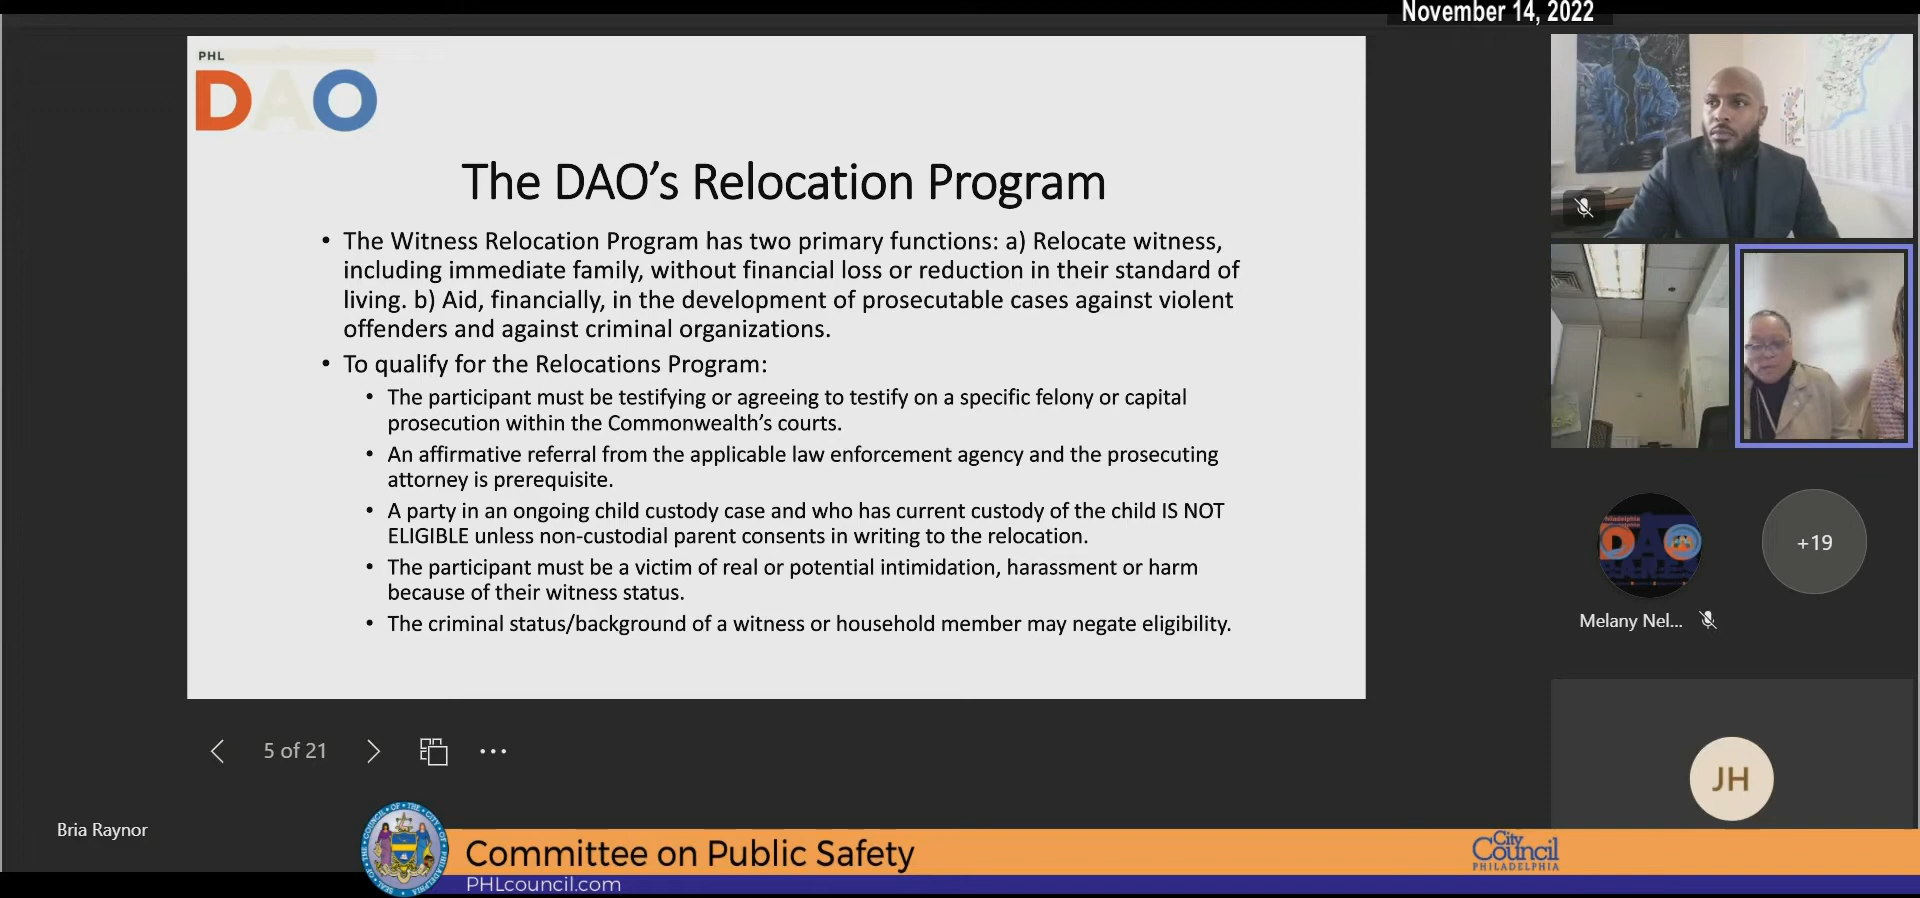 November 14, 2022
PHL
DAO
The DAO's Relocation Program
• The Witness Relocation Program has two primary functions: a) Relocate witness,
including immediate family, without financial loss or reduction in their standard of
living. b) Aid, financially, in the development of prosecutable cases against violent
offenders and against criminal organizations.
• To qualify for the Relocations Program:
• The participant must be testifying or agreeing to testify on a specific felony or capital
prosecution within the Commonwealth's courts.
• An affirmative referral from the applicable law enforcement agency and the prosecuting
attorney is prerequisite.
• A party in an ongoing child custody case and who has current custody of the child IS NOT
ELIGIBLE unless non-custodial parent consents in writing to the relocation.
• The participant must be a victim of real or potential intimidation, harassment or harm
because of their witness status.
• The criminal status/background of a witness or household member may negate eligibility.
5 of 21
Bria Raynor
+19
Melany Nel...
JH
Committee on Public Safety
PHLcouncil.com
City
Council
PHILADELPHIA